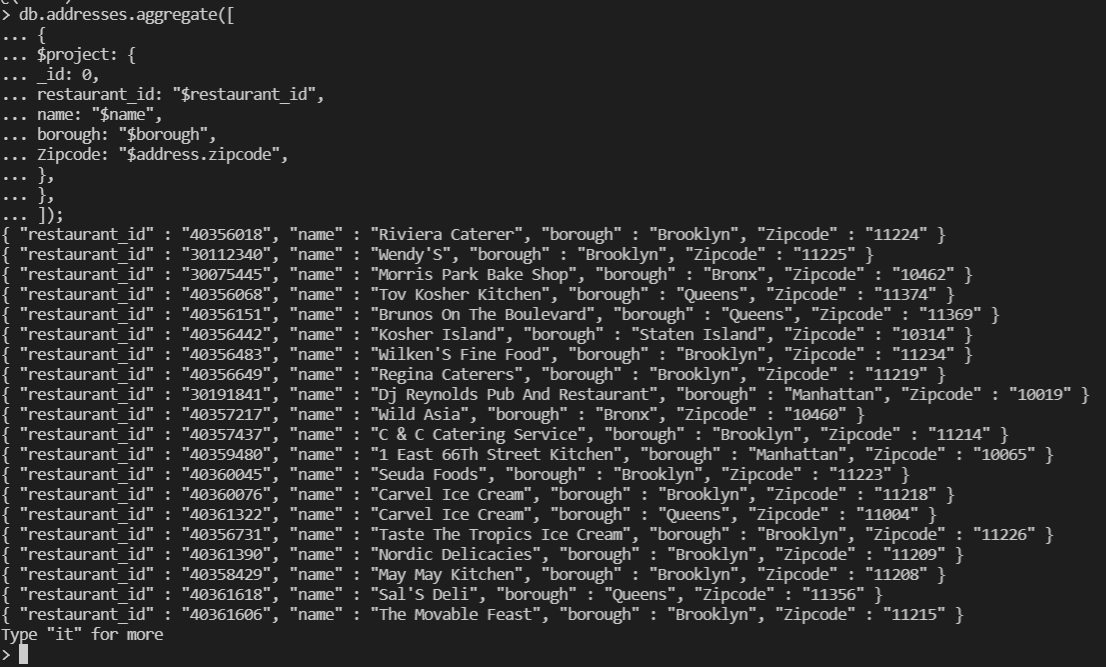 > db.addresses.aggregate([
... {
... $project: {
... _id: 0,
... restaurant_id: "$restaurant_id",
... name: "$name",
... borough: "$borough",
... Zipcode: "$address.zipcode",
... },
... },
... ]);
{ "restaurant_id" : "40356018", "name" : "Riviera Caterer", "borough" : "Brooklyn", "Zipcode" : "11224" }
{ "restaurant_id" : "30112340", "name" : "Wendy'S", "borough" : "Brooklyn", "Zipcode" : "11225" }
{ "restaurant_id" : "30075445", "name" : "Morris Park Bake Shop", "borough" : "Bronx", "Zipcode" : "10462" }
{ "restaurant_id" : "40356068", "name" : "Tov Kosher Kitchen", "borough" : "Queens", "Zipcode" : "11374" }
{ "restaurant_id" : "40356151", "name" : "Brunos On The Boulevard", "borough" : "Queens", "Zipcode" : "11369" }
{ "restaurant_id" : "40356442", "name" : "Kosher Island", "borough" : "Staten Island", "Zipcode" : "10314" }
{ "restaurant_id" : "40356483", "name" : "Wilken'S Fine Food", "borough" : "Brooklyn", "Zipcode" : "11234" }
{ "restaurant_id" : "40356649", "name" : "Regina Caterers", "borough" : "Brooklyn", "Zipcode" : "11219" }
{ "restaurant_id" : "30191841", "name" : "Dj Reynolds Pub And Restaurant", "borough" : "Manhattan", "Zipcode" : "10019" }
{ "restaurant_id" : "40357217", "name" : "Wild Asia", "borough" : "Bronx", "Zipcode" : "10460" }
{ "restaurant_id" : "40357437", "name" : "C & C Catering Service", "borough" : "Brooklyn", "Zipcode" : "11214" }
{ "restaurant_id" : "40359480", "name" : "1 East 66Th Street Kitchen", "borough" : "Manhattan", "Zipcode" : "10065" }
{ "restaurant_id" : "40360045", "name" : "Seuda Foods", "borough" : "Brooklyn", "Zipcode" : "11223" }
{ "restaurant_id" : "40360076", "name" : "Carvel Ice Cream", "borough" : "Brooklyn", "Zipcode" : "11218" }
{ "restaurant_id" : "40361322", "name" : "Carvel Ice Cream", "borough" : "Queens", "Zipcode" : "11004" }
{ "restaurant_id" : "40356731", "name" : "Taste The Tropics Ice Cream", "borough" : "Brooklyn", "Zipcode" : "11226" }
{ "restaurant_id" : "40361390", "name" : "Nordic Delicacies", "borough" : "Brooklyn", "Zipcode" : "11209" }
{ "restaurant_id" : "40358429", "name" : "May May Kitchen", "borough" : "Brooklyn", "Zipcode" : "11208" }
{ "restaurant_id" : "40361618", "name" : "Sal'S Deli", "borough" : "Queens", "Zipcode" : "11356" }
{ "restaurant_id" : "40361606", "name" : "The Movable Feast", "borough" : "Brooklyn", "Zipcode" : "11215" }
Type "it" for more
>